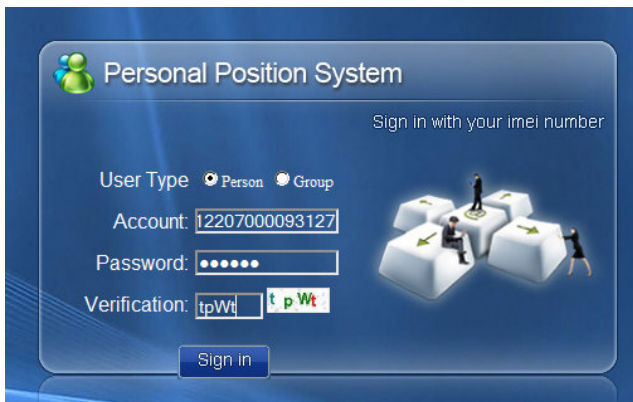 Personal Position System
Sign in with your imei number
User Type Person Group
Account: 12207000093127
Password: ••••••
Verification: tpWt t p W t
Sign in